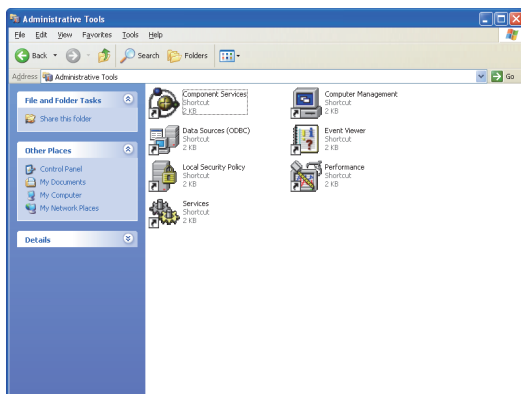 Administrative Tools
File Edit View Favorites Tools Help
Back Search Folders
Address Administrative Tools Go
File and Folder Tasks
Share this folder
Other Places
Control Panel
My Documents
My Computer
My Network Places
Details
Component Services
Shortcut
2 KB
Computer Management
Shortcut
2 KB
Data Sources (ODBC)
Shortcut
2 KB
Event Viewer
Shortcut
2 KB
Local Security Policy
Shortcut
2 KB
Performance
Shortcut
2 KB
Services
Shortcut
2 KB